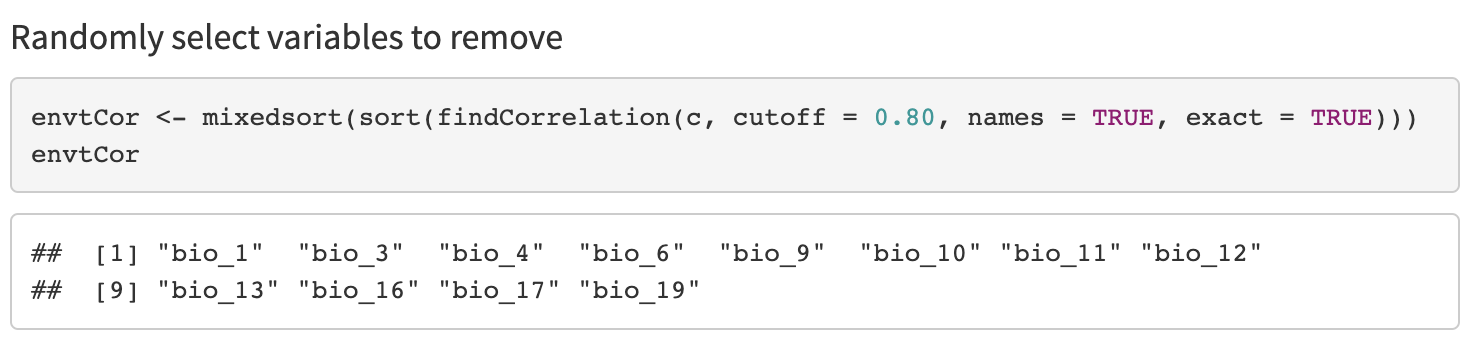 Randomly select variables to remove
envtCor <- mixedsort(sort(findCorrelation(c, cutoff = 0.80, names = TRUE, exact = TRUE)))
envtCor
##  [1] "bio_1"  "bio_3"  "bio_4"  "bio_6"  "bio_9"  "bio_10" "bio_11" "bio_12"
##  [9] "bio_13" "bio_16" "bio_17" "bio_19"